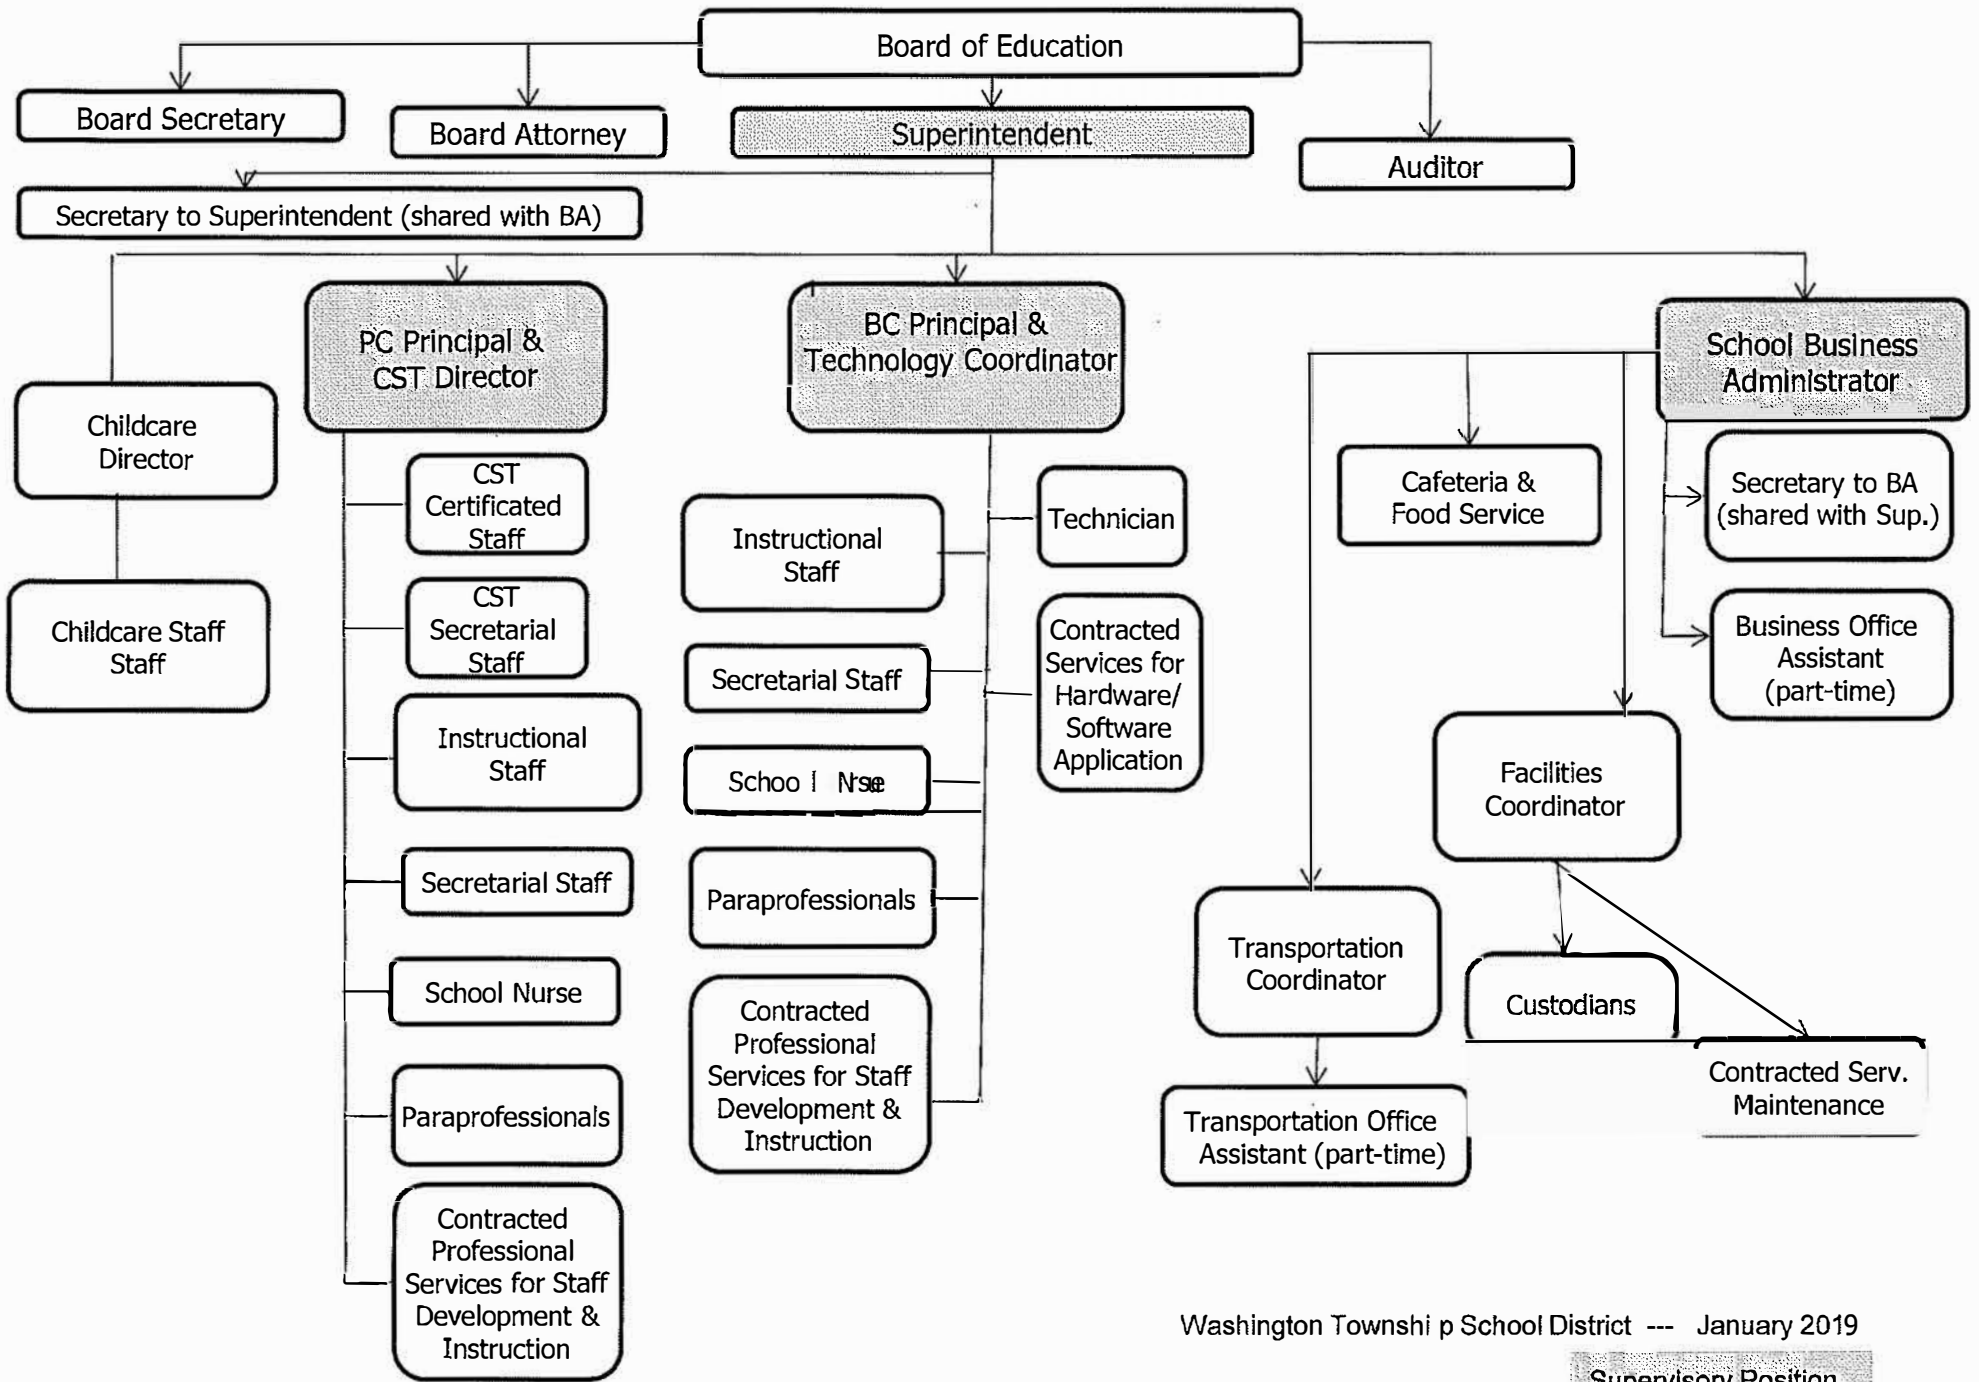 Board of Education
Board Secretary
Board Attorney
Superintendent
Auditor
Secretary to Superintendent (shared with BA)
PC Principal &
CST Director
BC Principal &
Technology Coordinator
School Business
Administrator
Childcare
Director
Childcare Staff
Staff
CST
Certificated
Staff
CST
Secretarial
Staff
Instructional
Staff
Secretarial Staff
School Nurse
Paraprofessionals
Contracted
Professional
Services for Staff
Development &
Instruction
Instructional
Staff
Secretarial Staff
Schoo l Nrsue
Paraprofessionals
Contracted
Professional
Services for Staff
Development &
Instruction
Technician
Contracted
Services for
Hardware/
Software
Application
Cafeteria &
Food Service
Secretary to BA
(shared with Sup.)
Business Office
Assistant
(part-time)
Facilities
Coordinator
Transportation
Coordinator
Custodians
Contracted Serv.
Maintenance
Transportation Office
Assistant (part-time)
Washington Townshi p School District --- January 2019
Supervisory Position